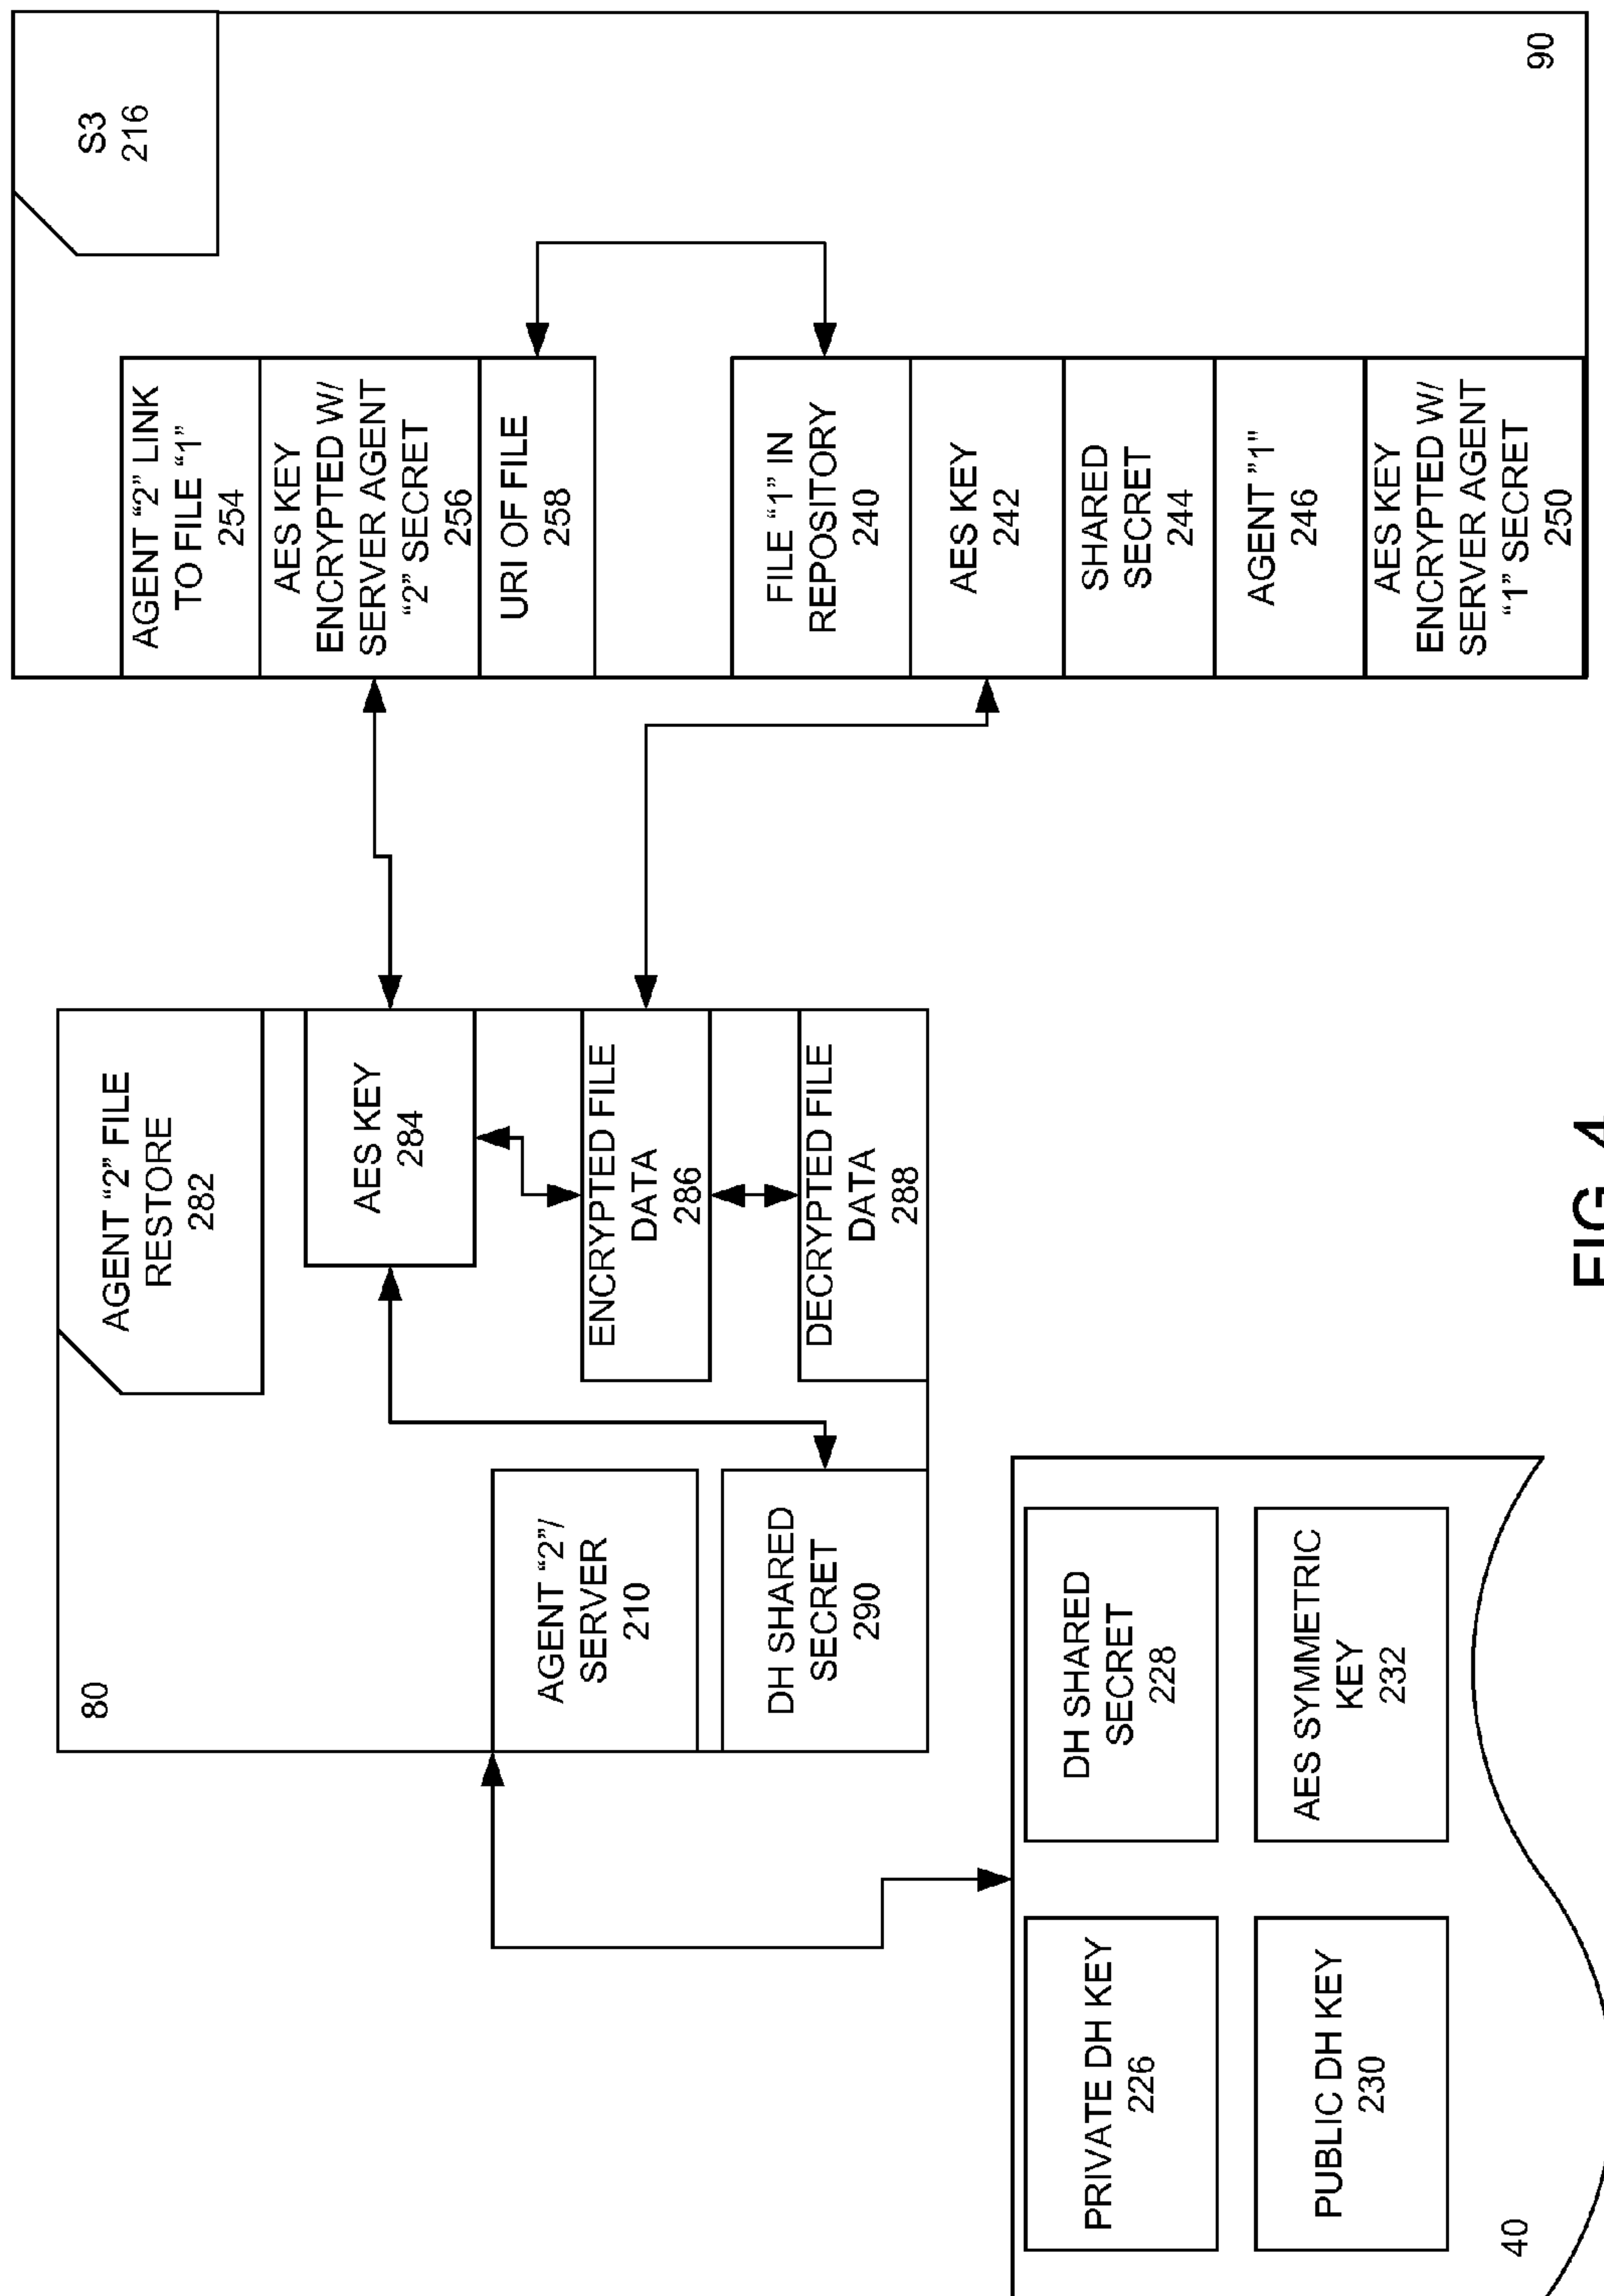 40
PRIVATE DH KEY
226
DH SHARED
SECRET
228
PUBLIC DH KEY
230
AES SYMMETRIC
KEY
232
80
AGENT “2”/
SERVER
210
DH SHARED
SECRET
290
AGENT “2” FILE
RESTORE
282
AES KEY
284
ENCRYPTED FILE
DATA
286
DECRYPTED FILE
DATA
288
S3
216
AGENT “2” LINK
TO FILE “1”
254
AES KEY
ENCRYPTED W/
SERVER AGENT
“2” SECRET
256
URI OF FILE
258
FILE “1” IN
REPOSITORY
240
AES KEY
242
SHARED
SECRET
244
AGENT "1"
246
AES KEY
ENCRYPTED W/
SERVER AGENT
“1” SECRET
250
90
FIG. 4